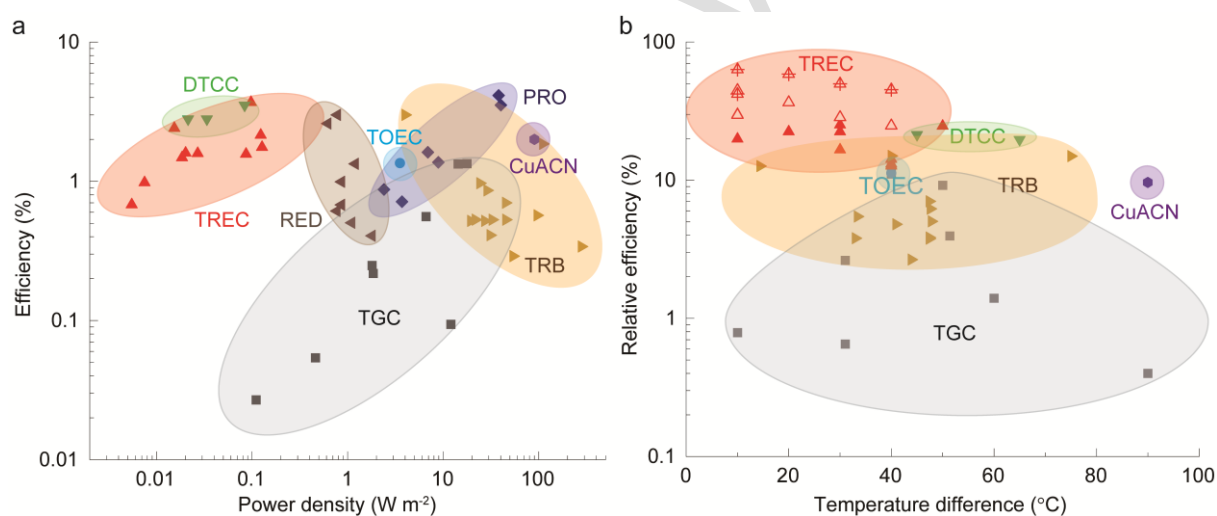 a
10
1
0.1
0.01
Efficiency (%)
DTCC
TREC
RED
TOEC
PRO
CuACN
TRB
TGC
0.01
0.1
1
10
100
Power density (W m⁻²)
b
100
10
1
0.1
Relative efficiency (%)
TREC
DTCC
TOEC
TRB
CuACN
TGC
0
20
40
60
80
100
Temperature difference (°C)